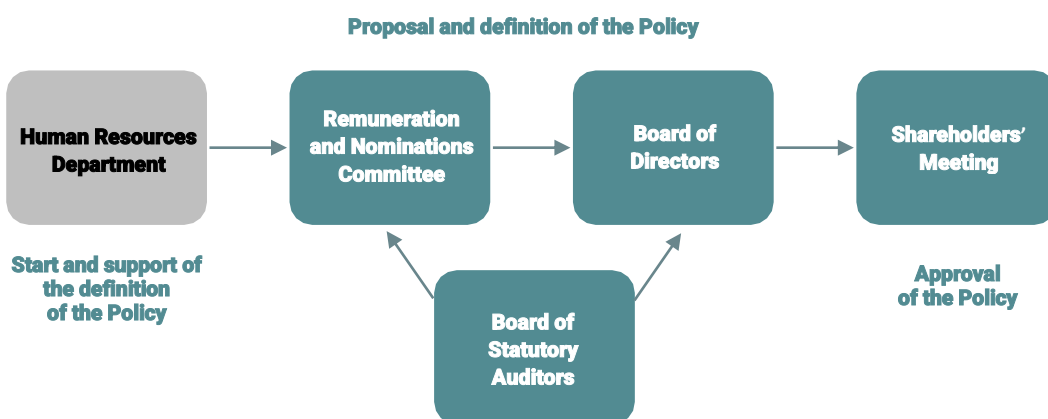 Proposal and definition of the Policy
Human Resources
Department
Remuneration
and Nominations
Committee
Board of
Directors
Shareholders’
Meeting
Start and support of
the definition
of the Policy
Approval
of the Policy
Board of
Statutory
Auditors